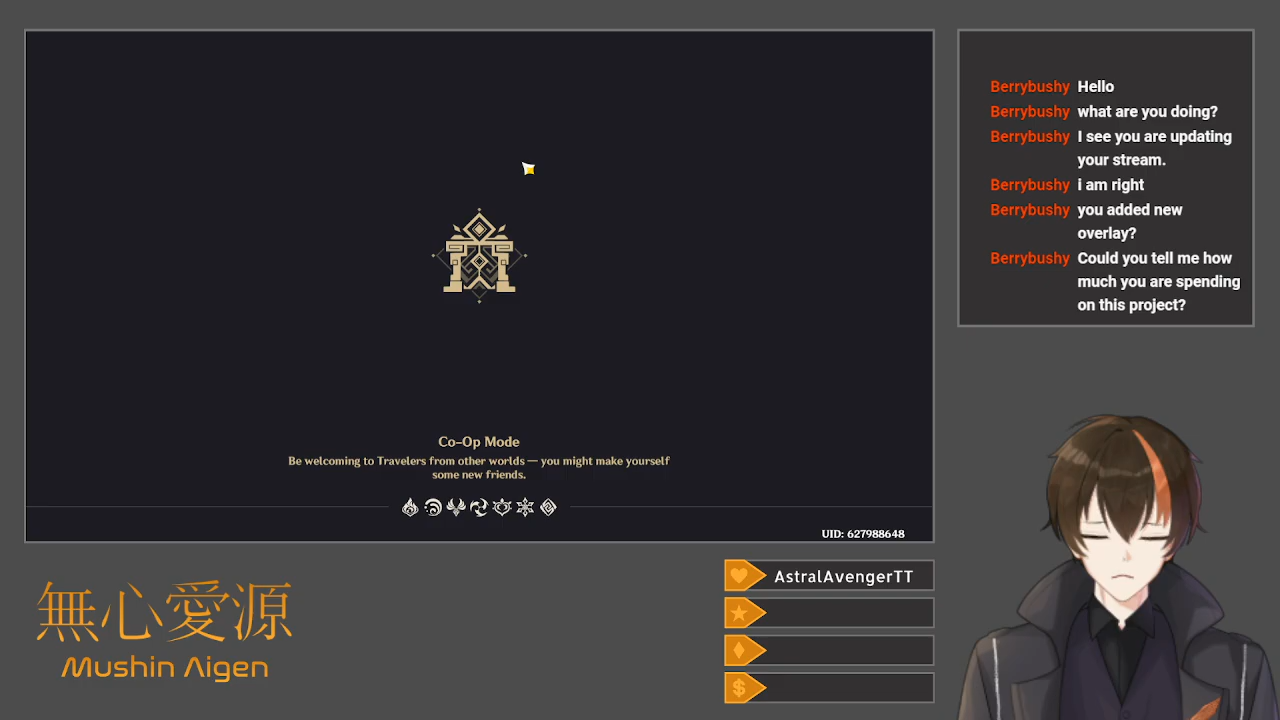 Berrybushy Hello
Berrybushy what are you doing?
Berrybushy I see you are updating
your stream.
Berrybushy i am right
Berrybushy you added new
overlay?
Berrybushy Could you tell me how
much you are spending
on this project?
Co-Op Mode
Be welcoming to Travelers from other worlds — you might make yourself
some new friends.
UID: 627988648
AstralAvengerTT
$
無心愛源
Mushin Aigen